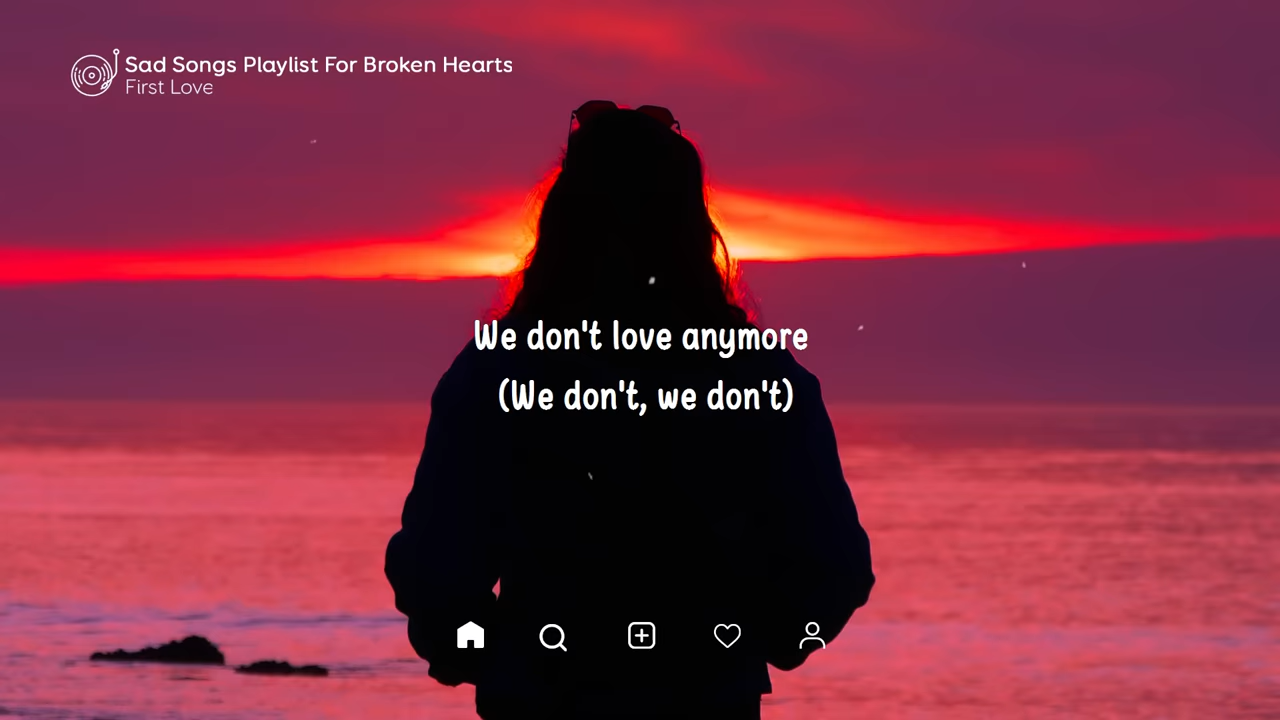 Sad Songs Playlist For Broken Hearts
First Love
We don't love anymore
(We don't, we don't)